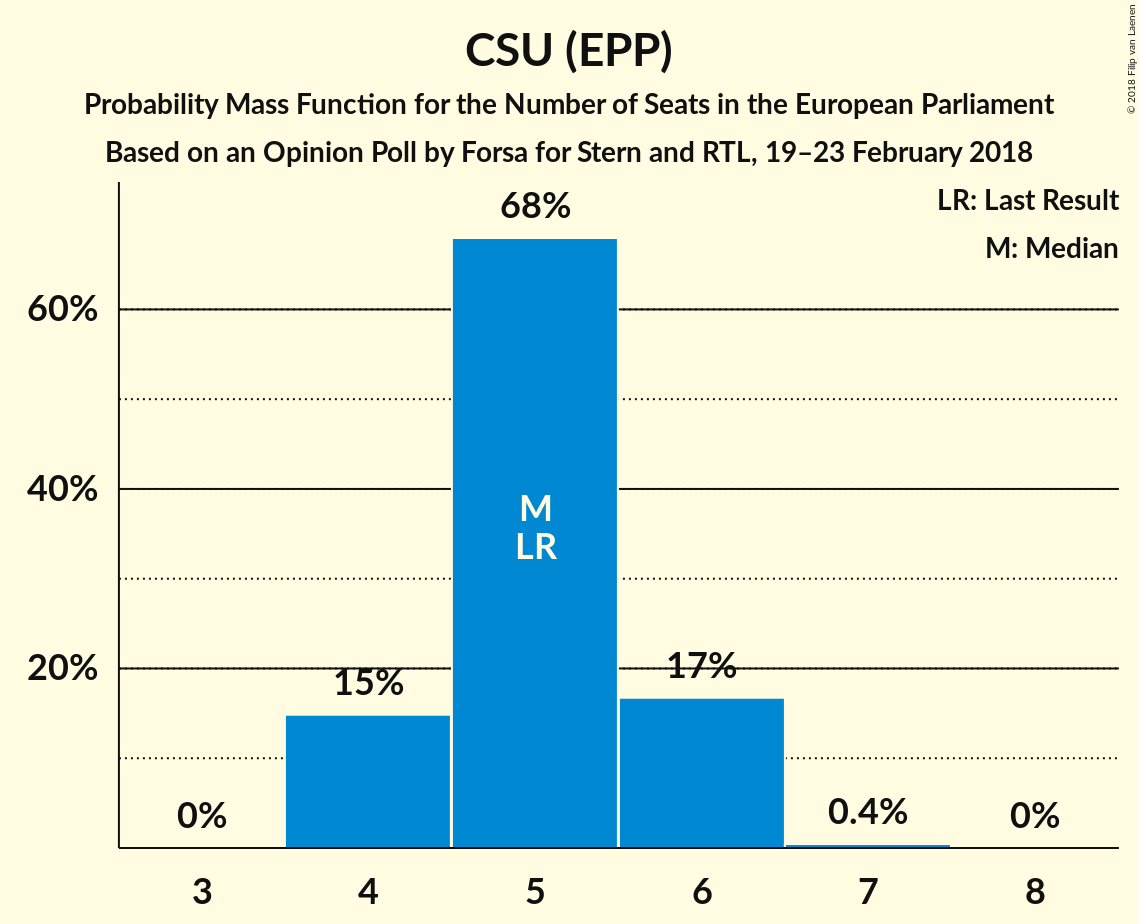 CSU (EPP)
Probability Mass Function for the Number of Seats in the European Parliament
Based on an Opinion Poll by Forsa for Stern and RTL, 19–23 February 2018
© 2018 Filip van Laenen
LR: Last Result
M: Median
68%
60%
40%
M
LR
20%
15%
17%
0%
0.4%
0%
3 4 5 6 7 8